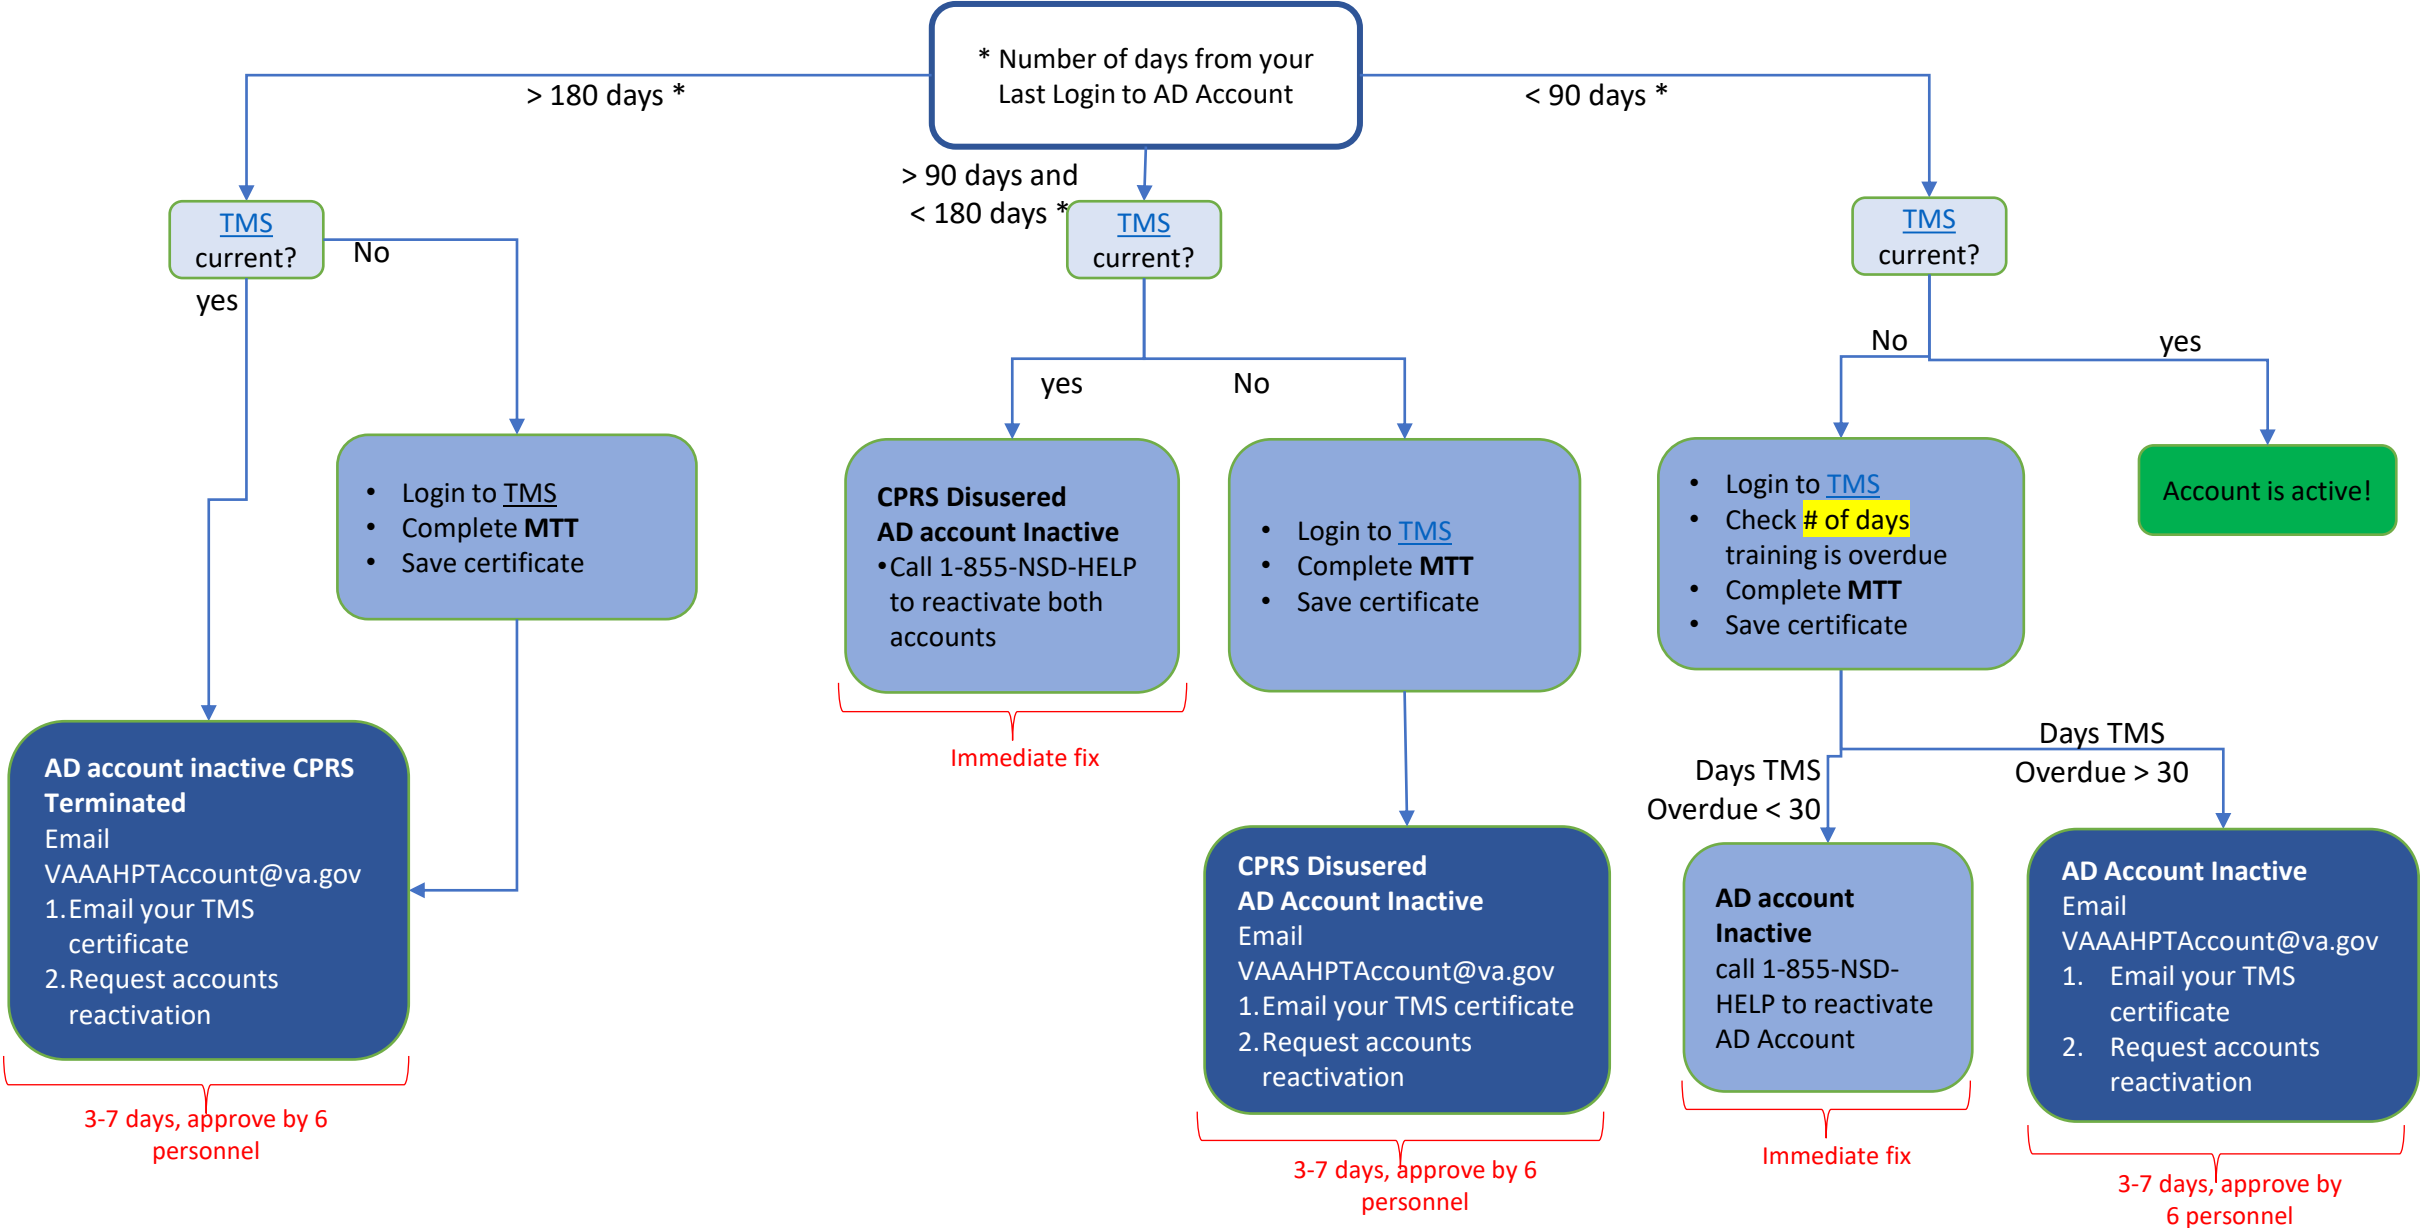 * Number of days from your
Last Login to AD Account
> 180 days *
< 90 days *
> 90 days and
< 180 days *
TMS
current?
No
yes
TMS
current?
yes
No
TMS
current?
No
yes
• Login to TMS
• Complete MTT
• Save certificate
CPRS Disusered
AD account Inactive
• Call 1-855-NSD-HELP
to reactivate both
accounts
Immediate fix
• Login to TMS
• Complete MTT
• Save certificate
• Login to TMS
• Check # of days
training is overdue
• Complete MTT
• Save certificate
Account is active!
Days TMS
Overdue < 30
Days TMS
Overdue > 30
AD account inactive CPRS
Terminated
Email
VAAAHPTAccount@va.gov
1. Email your TMS
certificate
2. Request accounts
reactivation
3-7 days, approve by 6
personnel
CPRS Disusered
AD Account Inactive
Email
VAAAHPTAccount@va.gov
1. Email your TMS certificate
2. Request accounts
reactivation
3-7 days, approve by 6
personnel
AD account
Inactive
call 1-855-NSD-
HELP to reactivate
AD Account
Immediate fix
AD Account Inactive
Email
VAAAHPTAccount@va.gov
1. Email your TMS
certificate
2. Request accounts
reactivation
3-7 days, approve by
6 personnel